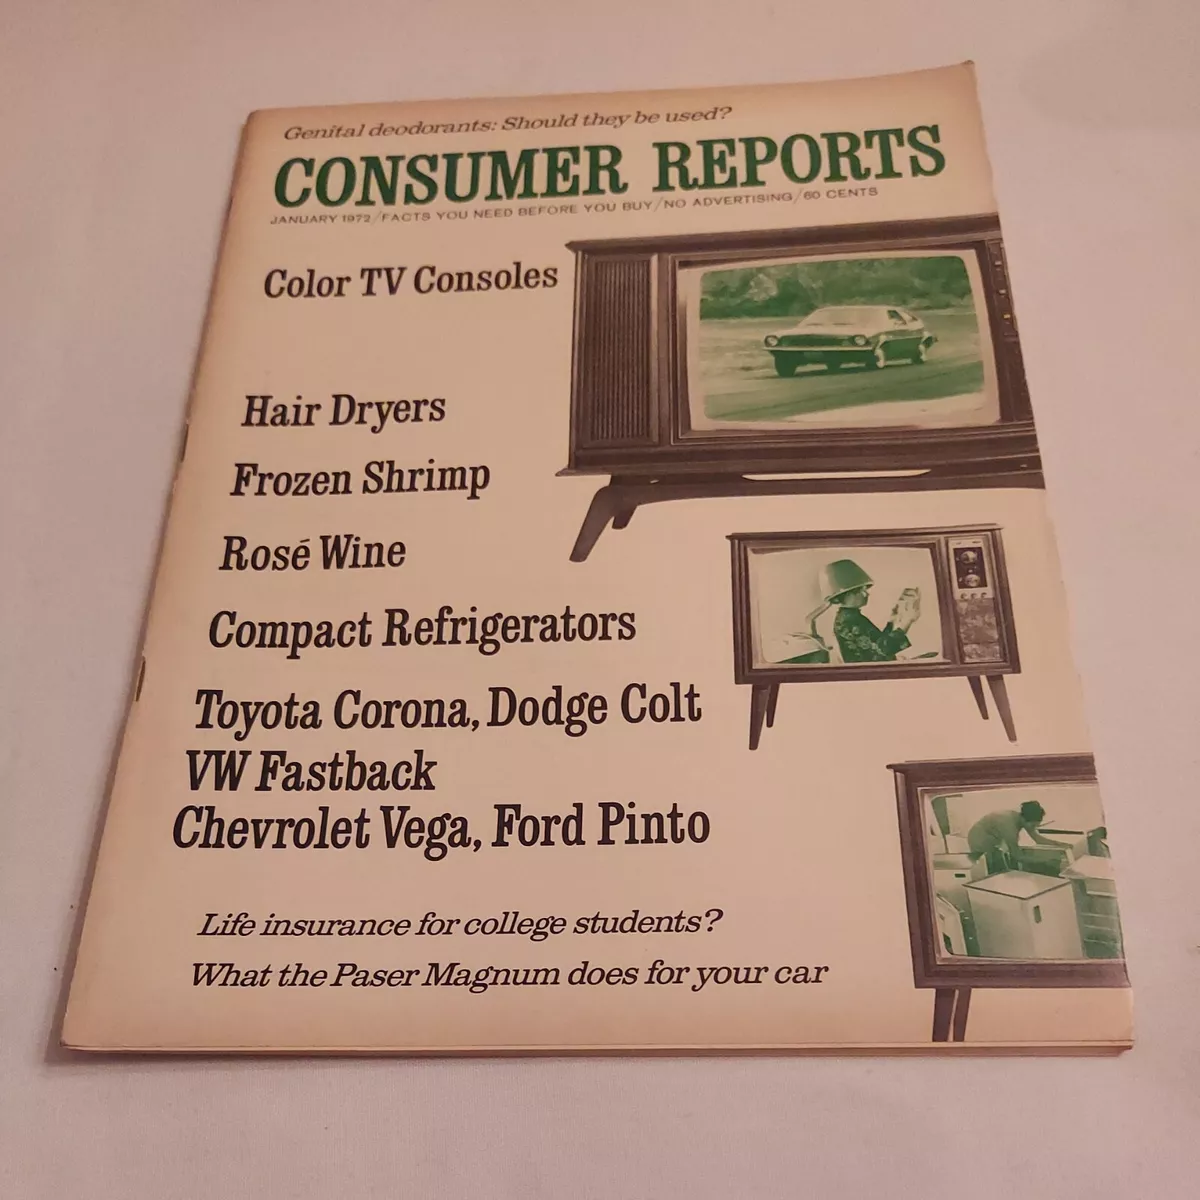 Genital deodorants: Should they be used?
CONSUMER REPORTS
JANUARY 1972/FACTS YOU NEED BEFORE YOU BUY/NO ADVERTISING/60 CENTS
Color TV Consoles
Hair Dryers
Frozen Shrimp
Rosé Wine
Compact Refrigerators
Toyota Corona, Dodge Colt
VW Fastback
Chevrolet Vega, Ford Pinto
Life insurance for college students?
What the Paser Magnum does for your car